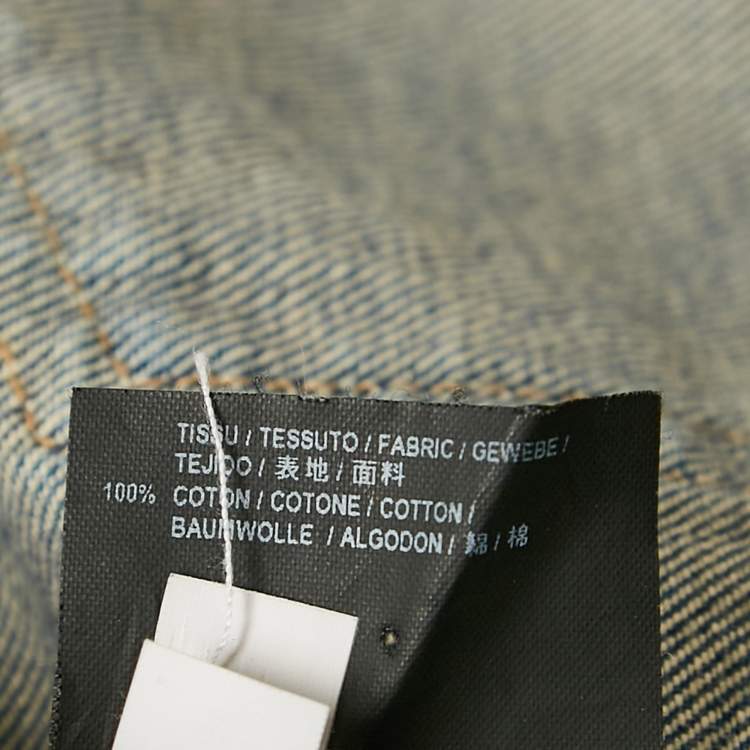 TISSU / TESSUTO / FABRIC / GEWEBE /
TEJIDO / 表地 / 面料
100% COTON / COTONE / COTTON /
BAUMWOLLE / ALGODON / 綿 / 棉